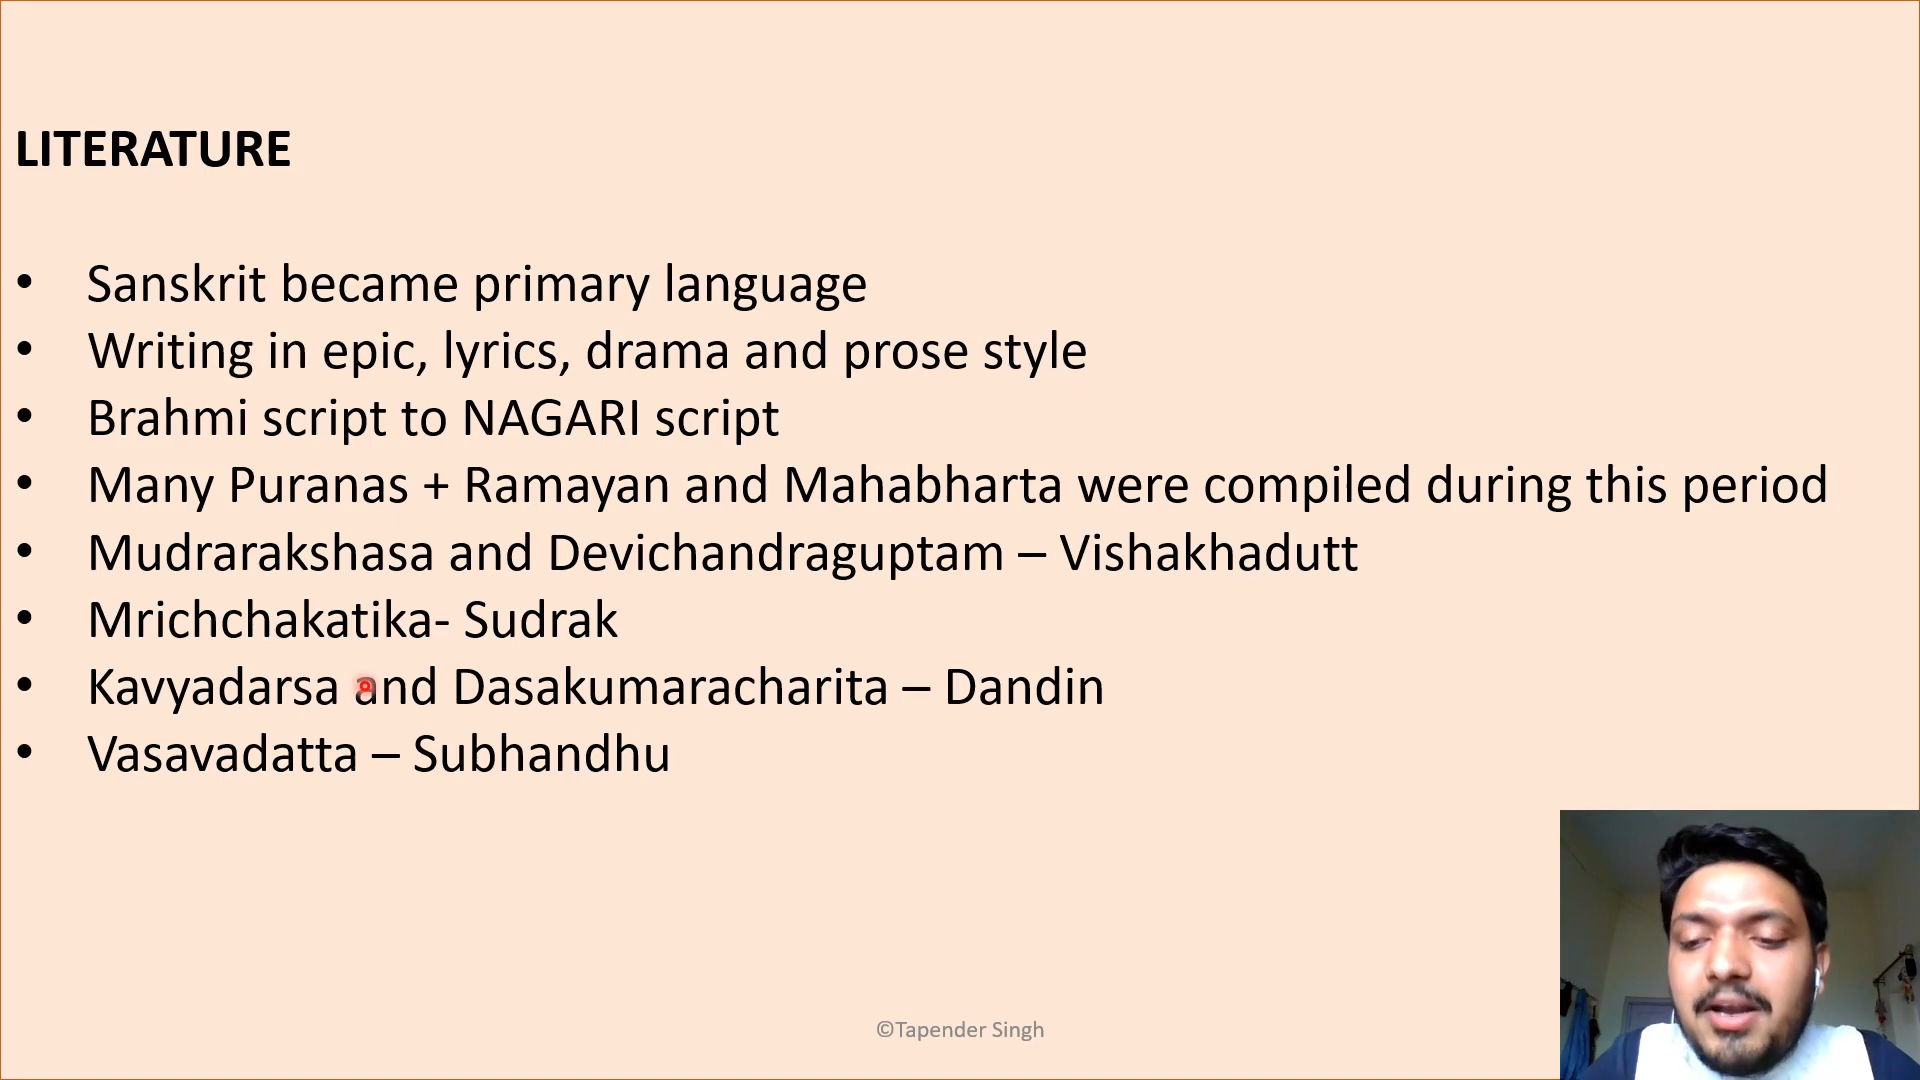 LITERATURE
• Sanskrit became primary language
• Writing in epic, lyrics, drama and prose style
• Brahmi script to NAGARI script
• Many Puranas + Ramayan and Mahabharta were compiled during this period
• Mudrarakshasa and Devichandraguptam – Vishakhadutt
• Mrichchakatika- Sudrak
• Kavyadarsa and Dasakumaracharita – Dandin
• Vasavadatta – Subhandhu
©Tapender Singh